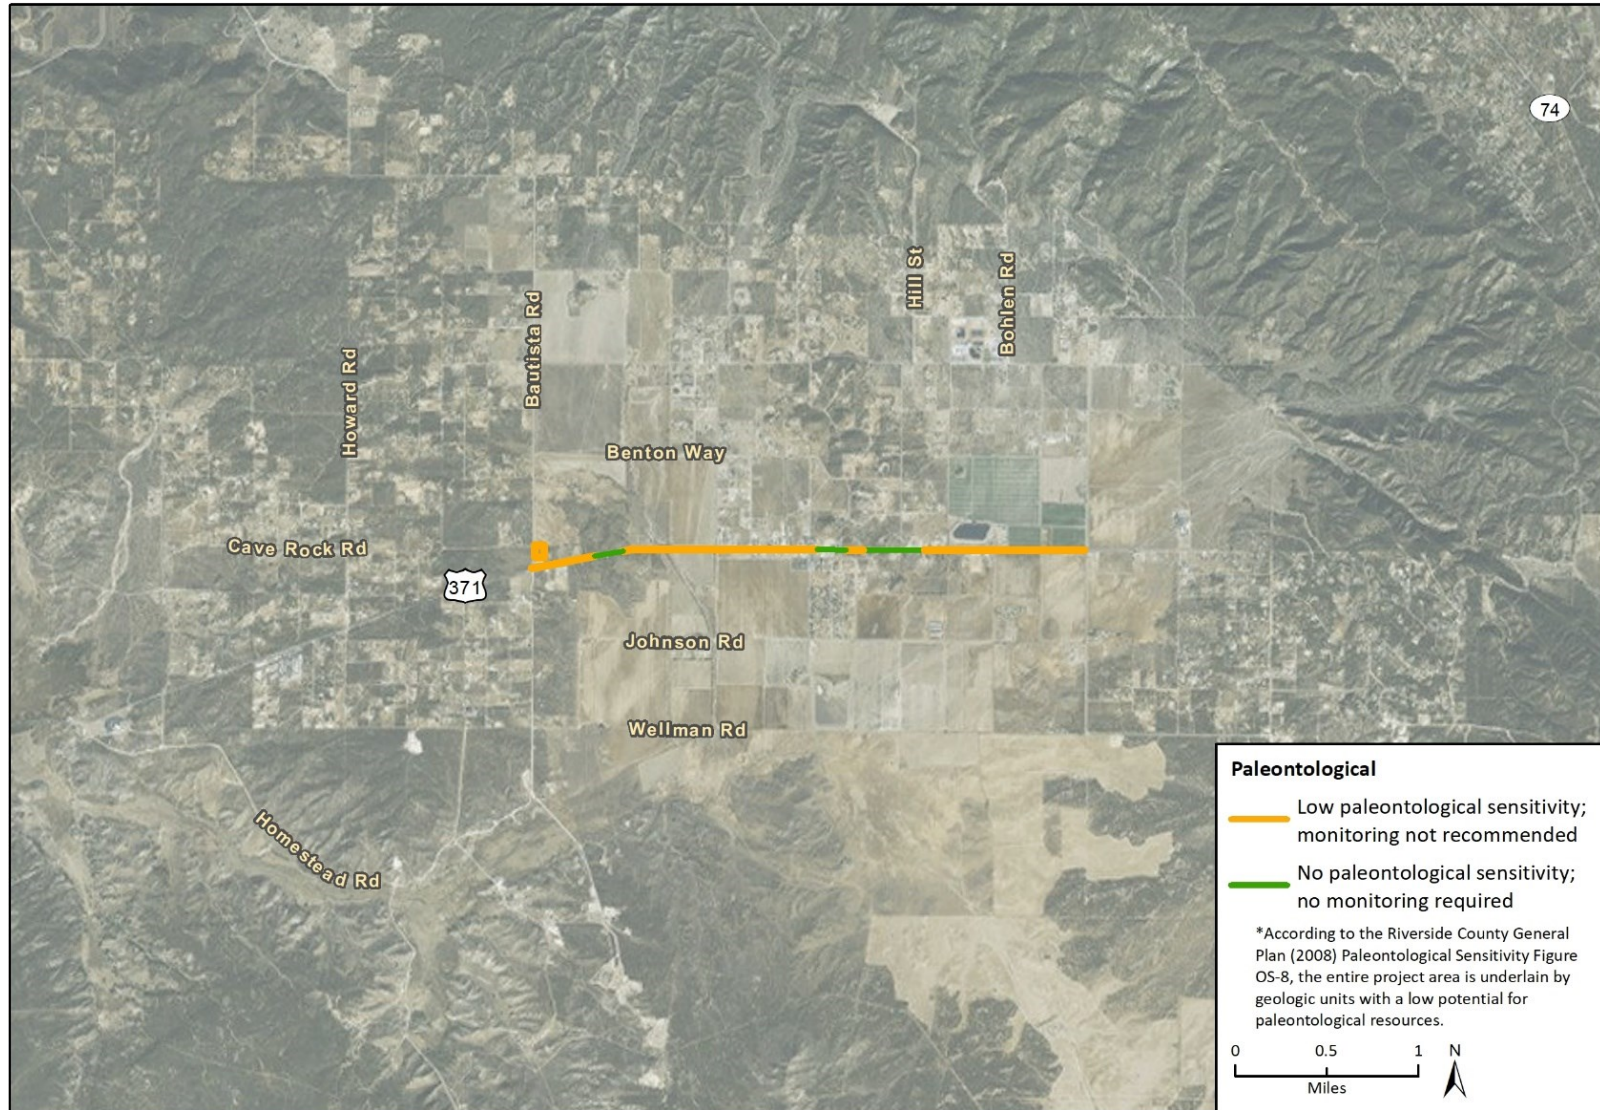 74
Hill St
Bohlen Rd
Bautista Rd
Howard Rd
Benton Way
Cave Rock Rd
371
Johnson Rd
Wellman Rd
Homestead Rd
Paleontological
Low paleontological sensitivity;
monitoring not recommended
No paleontological sensitivity;
no monitoring required
*According to the Riverside County General
Plan (2008) Paleontological Sensitivity Figure
OS-8, the entire project area is underlain by
geologic units with a low potential for
paleontological resources.
0 0.5 1 N
Miles